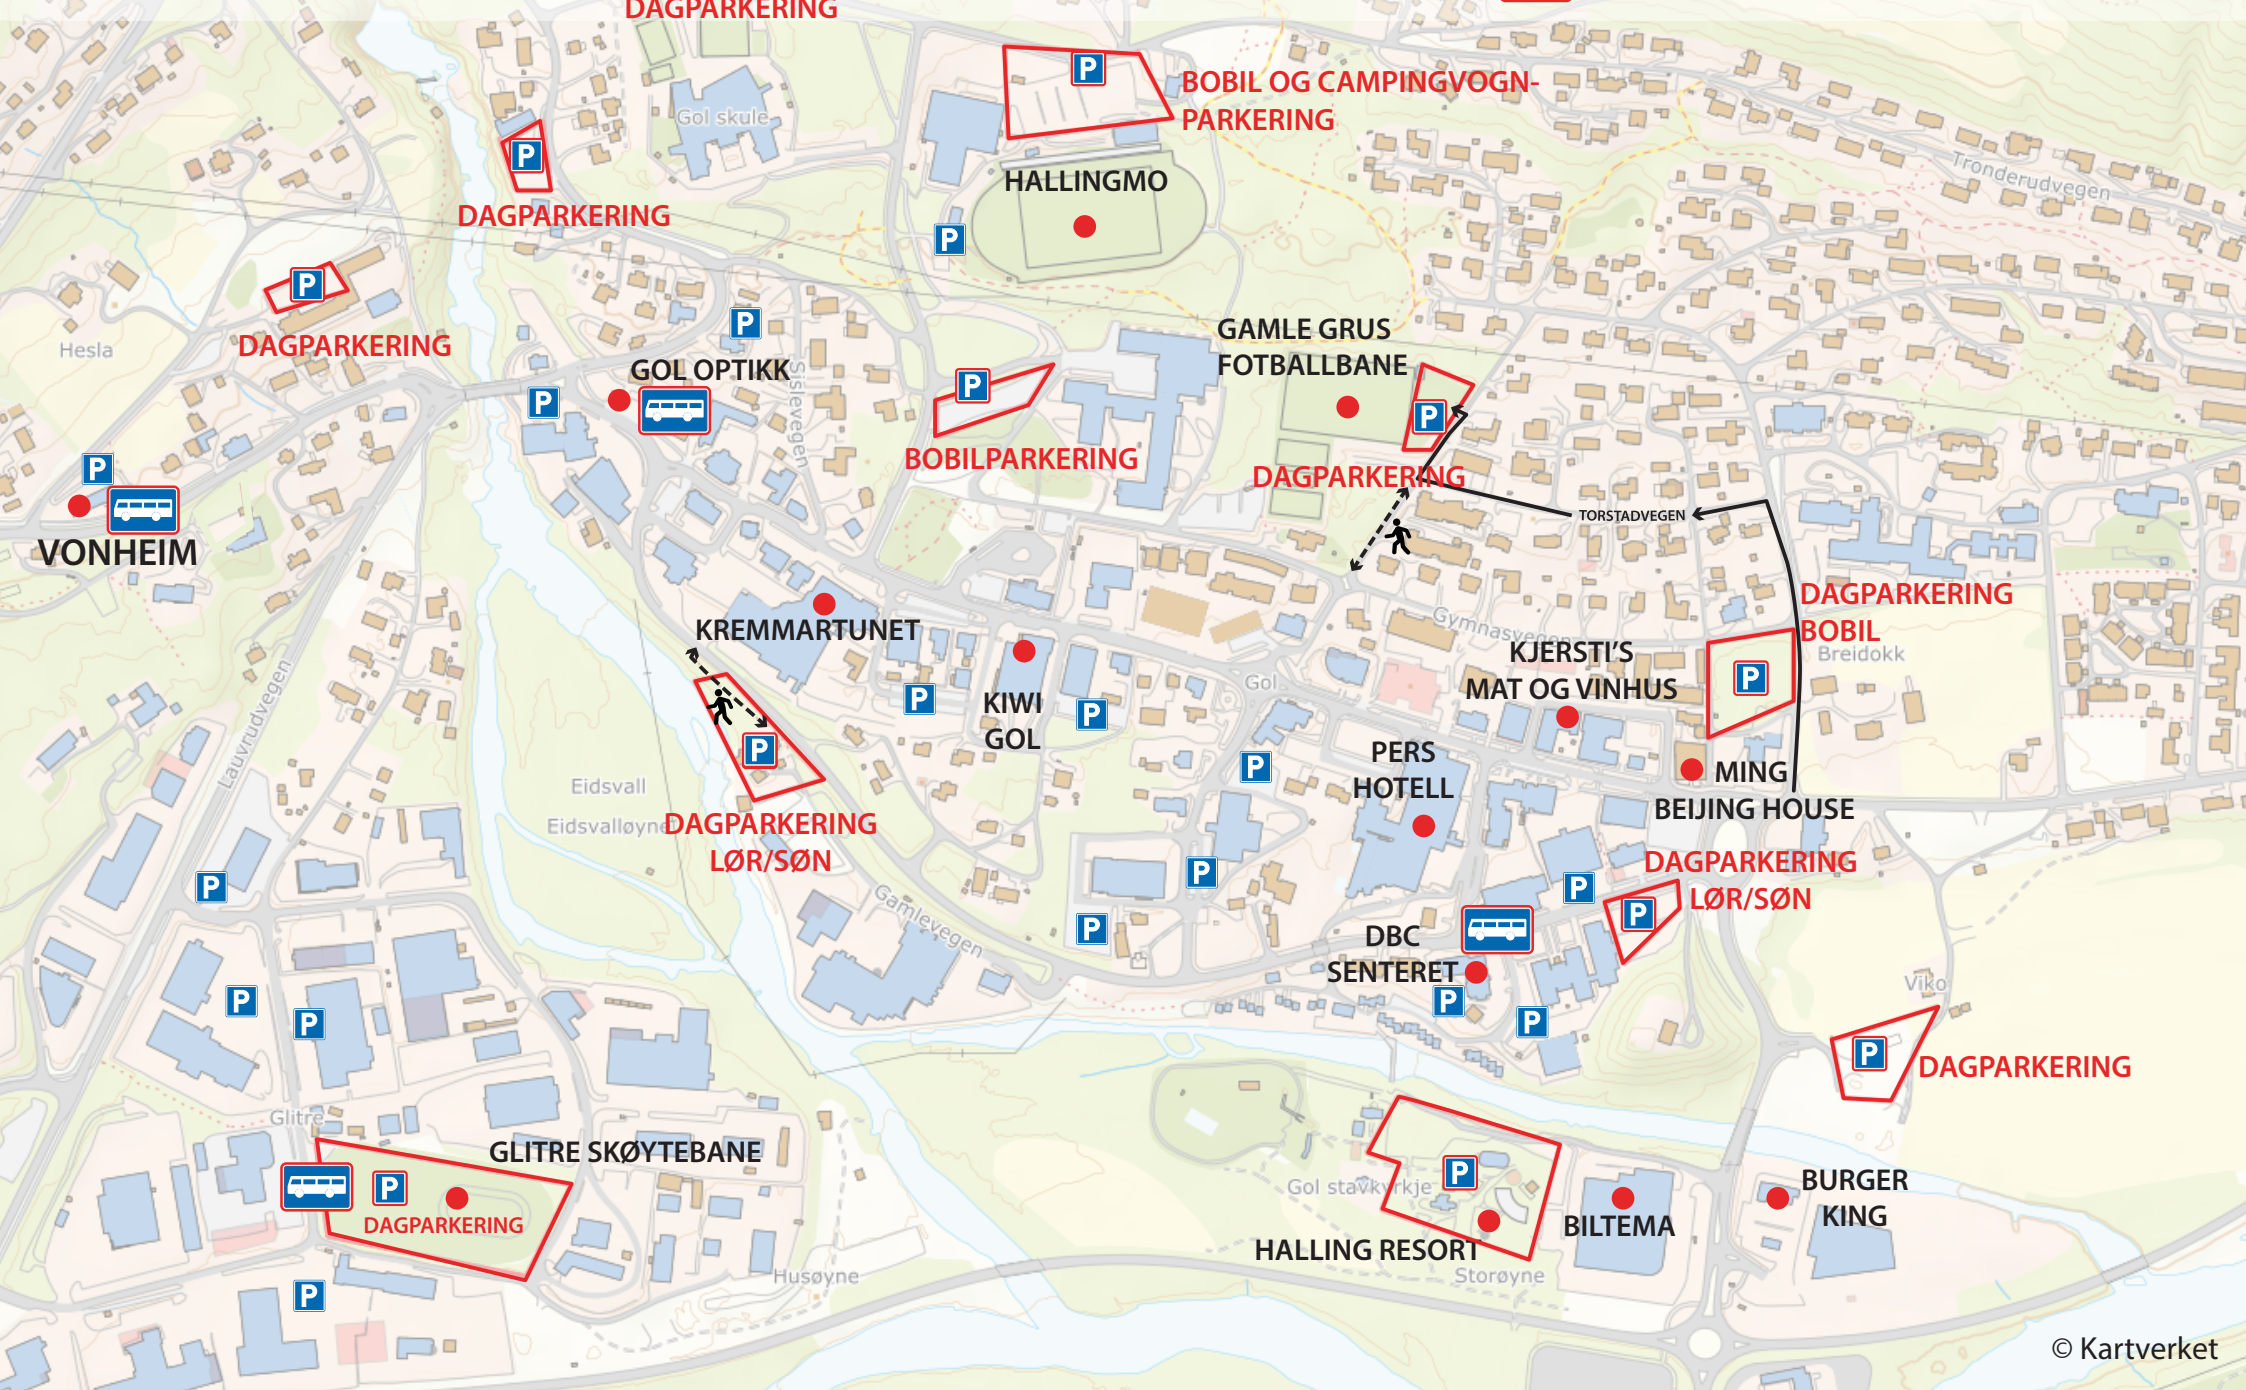 DAGPARKERING
P
BOBIL OG CAMPINGVOGN-
PARKERING
Gol skule
P
DAGPARKERING
HALLINGMO
Tronderudvegen
P
P
DAGPARKERING
Hesla
P
GAMLE GRUS
FOTBALLBANE
GOL OPTIKK
Sislevegen
P
P
BOBILPARKERING
P
DAGPARKERING
P
VONHEIM
TORSTADVEGEN
DAGPARKERING
BOBIL
Breidokk
P
Gymnasvegen
KREMMARTUNET
KJERSTI'S
MAT OG VINHUS
Gol
KIWI
GOL
P
P
P
DAGPARKERING
LØR/SØN
Lauvrudvegen
Eidsvall
Eidsvalløyne
PERS
HOTELL
P
MING
BEIJING HOUSE
DAGPARKERING
LØR/SØN
P
P
P
P
P
Gamlevegen
DBC
SENTERET
P
P
P
P
Viko
P
DAGPARKERING
Glitre
GLITRE SKØYTEBANE
P
DAGPARKERING
P
Husøyne
Gol stavkyrkje
P
HALLING RESORT
Storøyne
BILTEMA
BURGER
KING
© Kartverket